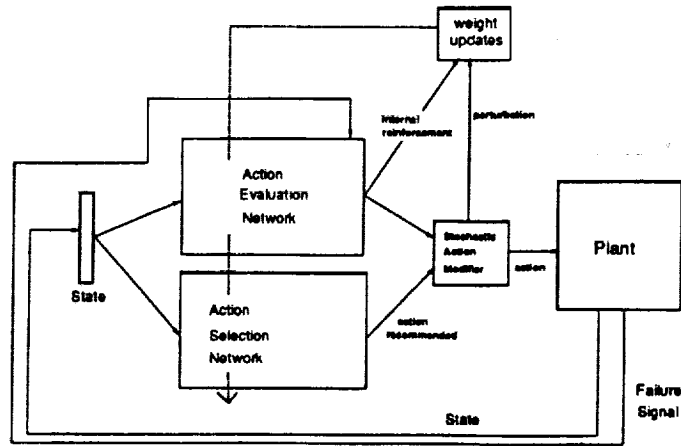 weight
updates
Internal
reinforcement
perturbation
Action
Evaluation
Network
Stochastic
Action
Modifier
action
Plant
State
Action
Selection
Network
action
recommended
State
Failure
Signal